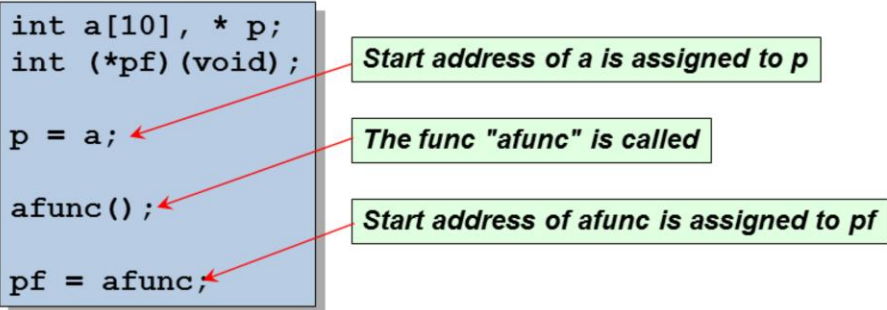 int a[10], * p;
int (*pf)(void);
Start address of a is assigned to p
p = a;
The func "afunc" is called
afunc();
Start address of afunc is assigned to pf
pf = afunc;